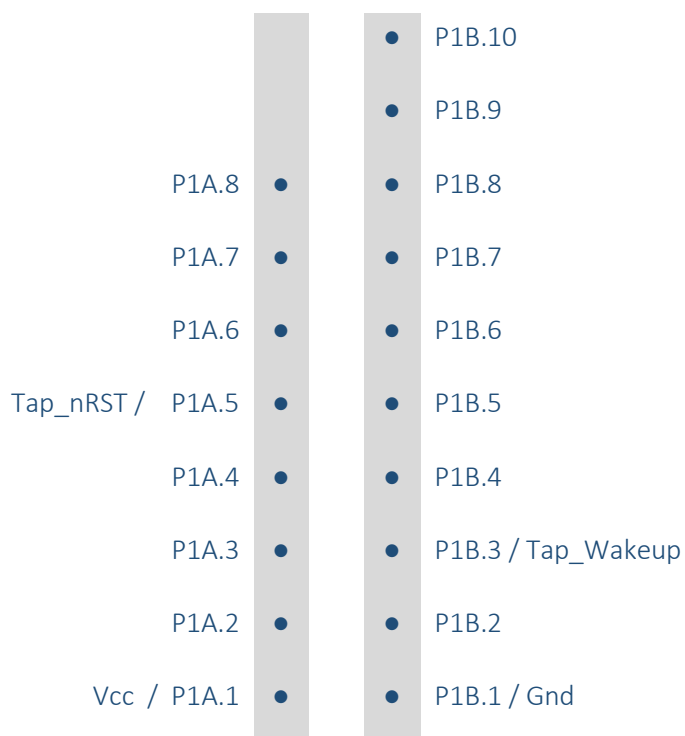 P1B.10
P1B.9
P1A.8 P1B.8
P1A.7 P1B.7
P1A.6 P1B.6
Tap_nRST / P1A.5 P1B.5
P1A.4 P1B.4
P1A.3 P1B.3 / Tap_Wakeup
P1A.2 P1B.2
Vcc / P1A.1 P1B.1 / Gnd